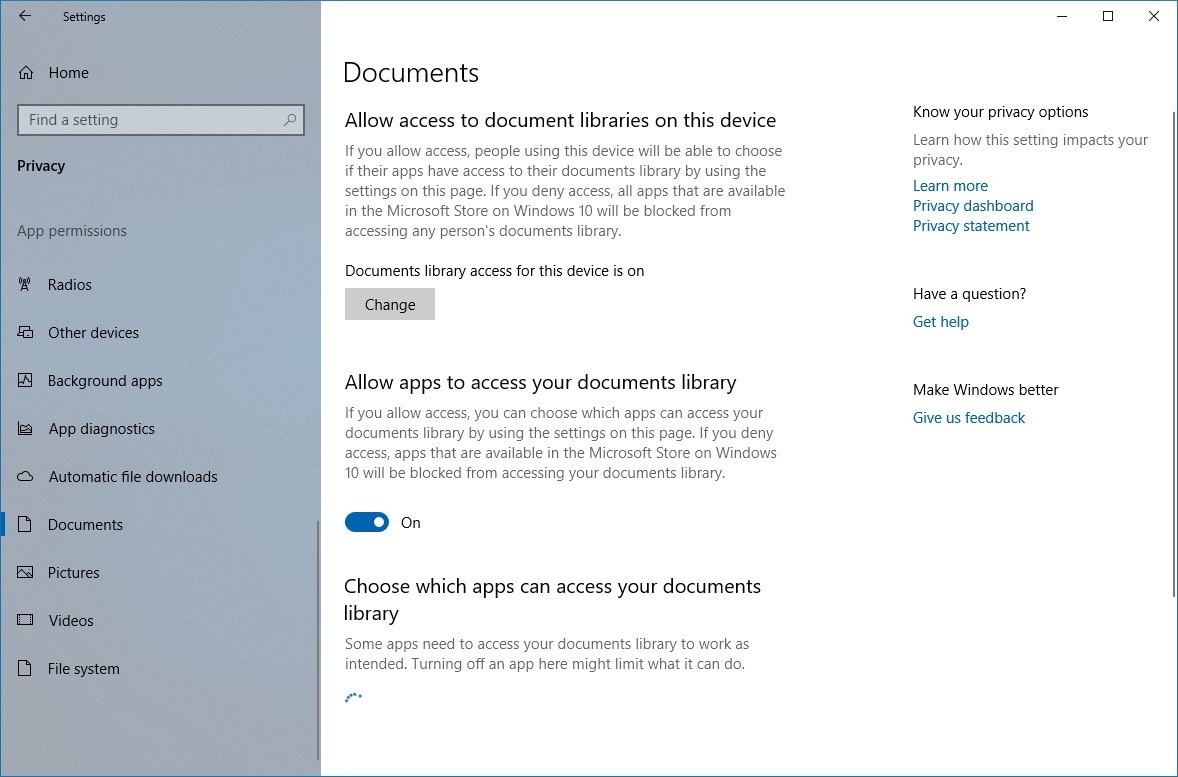 Settings
Home
Find a setting
Privacy
App permissions
Radios
Other devices
Background apps
App diagnostics
Automatic file downloads
Documents
Pictures
Videos
File system
Documents
Allow access to document libraries on this device
If you allow access, people using this device will be able to choose
if their apps have access to their documents library by using the
settings on this page. If you deny access, all apps that are available
in the Microsoft Store on Windows 10 will be blocked from
accessing any person's documents library.
Documents library access for this device is on
Change
Allow apps to access your documents library
If you allow access, you can choose which apps can access your
documents library by using the settings on this page. If you deny
access, apps that are available in the Microsoft Store on Windows
10 will be blocked from accessing your documents library.
On
Choose which apps can access your documents
library
Some apps need to access your documents library to work as
intended. Turning off an app here might limit what it can do.
Know your privacy options
Learn how this setting impacts your
privacy.
Learn more
Privacy dashboard
Privacy statement
Have a question?
Get help
Make Windows better
Give us feedback